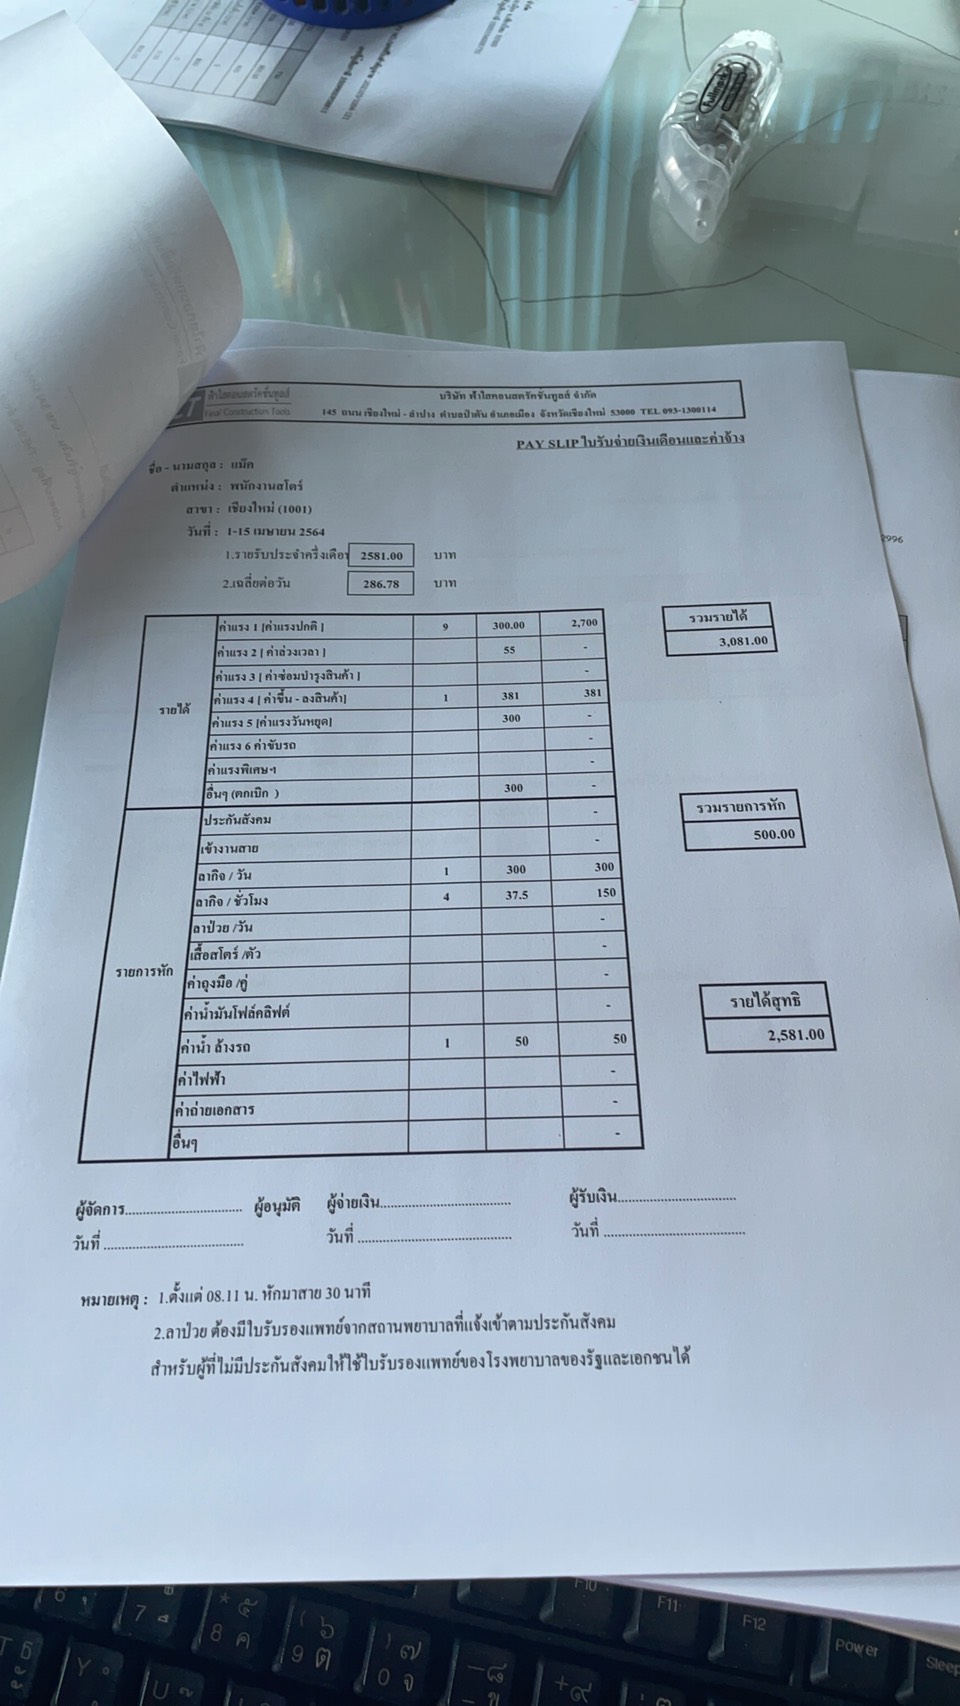 ฟ้าใสคอนสตรัคชั่นทูลส์
Fasai Construction Tools
บริษัท ฟ้าใสคอนสตรัคชันทูลส์ จำกัด
145 ถนน เชียงใหม่ - ลำปาง ตำบลป่าตัน อำเภอเมือง จังหวัดเชียงใหม่ 53000 TEL 093-1300114
PAY SLIP ใบรับจ่ายเงินเดือนและค่าจ้าง
ชื่อ - นามสกุล : แม๊ค
ตำแหน่ง : พนักงานสโตร์
สาขา : เชียงใหม่ (1001)
วันที่ : 1-15 เมษายน 2564
1.รายรับประจำครึ่งเดือน 2581.00 บาท
2.เฉลี่ยต่อวัน 286.78 บาท
รายได้
ค่าแรง 1 [ค่าแรงปกติ ] 9 300.00 2,700
ค่าแรง 2 [ ค่าล่วงเวลา ] 55 -
ค่าแรง 3 [ ค่าซ่อมบำรุงสินค้า ] -
ค่าแรง 4 [ ค่าขึ้น - ลงสินค้า] 1 381 381
ค่าแรง 5 [ค่าแรงวันหยุด] 300 -
ค่าแรง 6 ค่าขับรถ -
ค่าแรงพิเศษฯ -
อื่นๆ (ตกเบิก ) 300 -
รายการหัก
ประกันสังคม -
เข้างานสาย -
ลากิจ / วัน 1 300 300
ลากิจ / ชั่วโมง 4 37.5 150
ลาป่วย /วัน -
เสื้อสโตร์ /ตัว -
ค่าถุงมือ /คู่ -
ค่าน้ำมันโฟล์คลิฟต์ -
ค่าน้ำ ล้างรถ 1 50 50
ค่าไฟฟ้า -
ค่าถ่ายเอกสาร -
อื่นๆ -
รวมรายได้
3,081.00
รวมรายการหัก
500.00
รายได้สุทธิ
2,581.00
ผู้จัดการ.............................. ผู้อนุมัติ ผู้จ่ายเงิน.................................. ผู้รับเงิน...............................
วันที่ .................................... วันที่ ........................................ วันที่ .....................................
หมายเหตุ : 1.ตั้งแต่ 08.11 น. หักมาสาย 30 นาที
2.ลาป่วย ต้องมีใบรับรองแพทย์จากสถานพยาบาลที่แจ้งเข้าตามประกันสังคม
สำหรับผู้ที่ไม่มีประกันสังคมให้ใช้ใบรับรองแพทย์ของโรงพยาบาลของรัฐและเอกชนได้
2996
F10
F11
F12
Power
Sleep
6
7
8 ค
9 ต
0 จ
Y
U